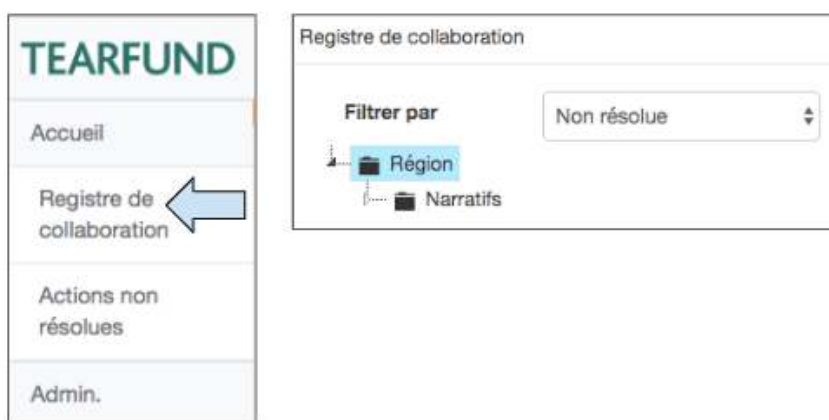 TEARFUND
Accueil
Registre de
collaboration
Actions non
résolues
Admin.
Registre de collaboration
Filtrer par
Non résolue
Région
Narratifs